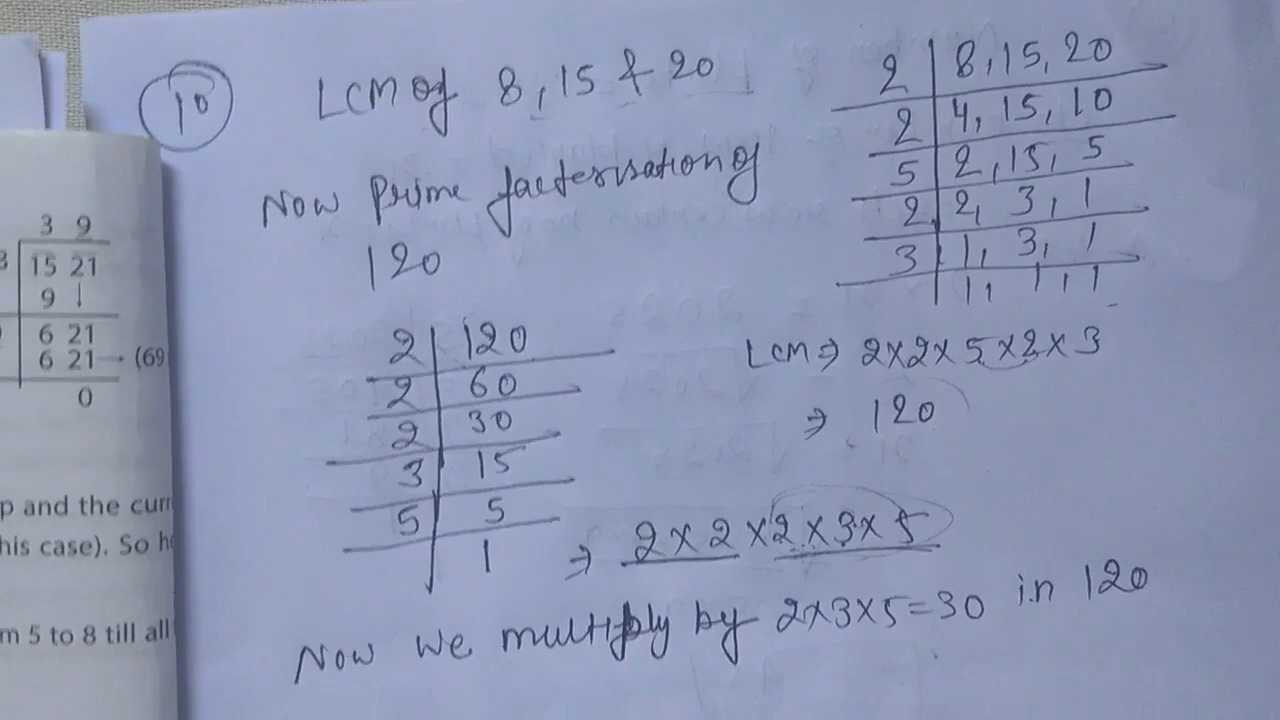 10
LCM of 8, 15 & 20
Now Prime factorisation of
120
2 | 8, 15, 20
2 | 4, 15, 10
5 | 2, 15, 5
2 | 2, 3, 1
3 | 1, 3, 1
1, 1, 1
LCM ⇒ 2×2×5×2×3
⇒ 120
2 | 120
2 | 60
2 | 30
3 | 15
5 | 5
1
⇒ 2×2×2×3×5
Now we multiply by 2×3×5=30 in 120
3 9
3 15 21
9 ↓
6 21
6 21 → (69
0
p and the curr
his case). So he
m 5 to 8 till all